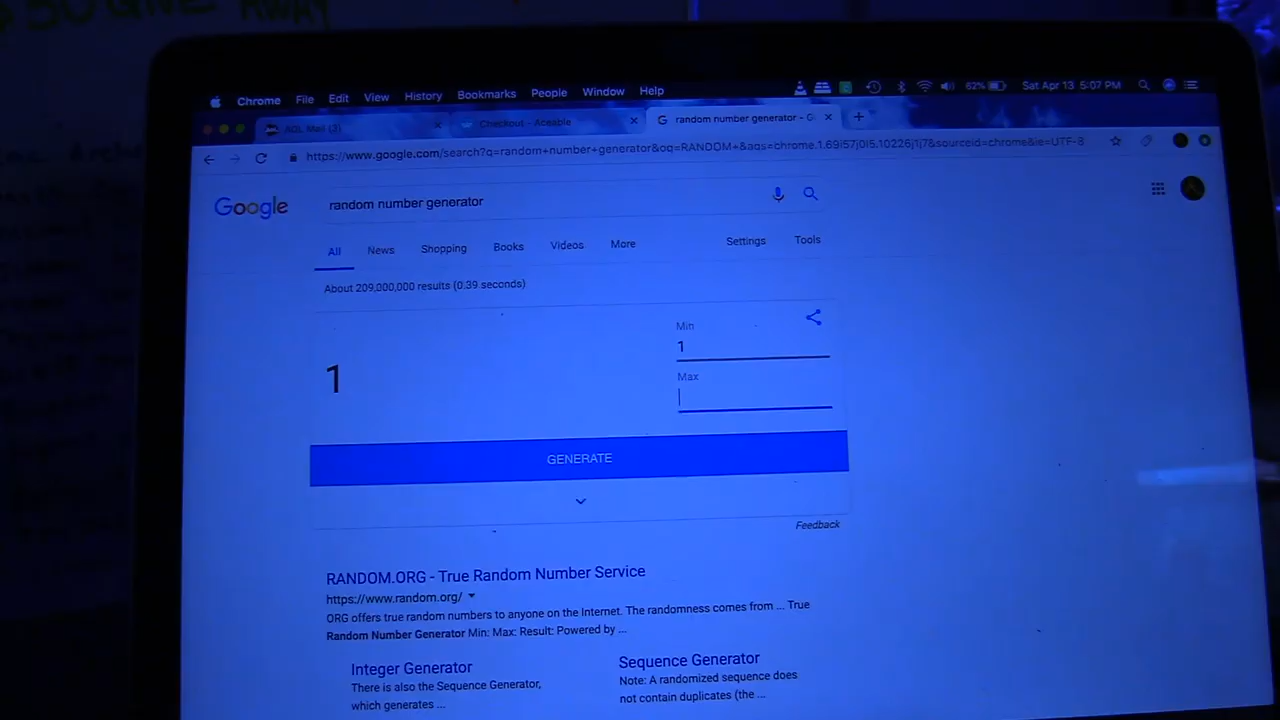 AWAY
Chrome File Edit View History Bookmarks People Window Help 62% Sat Apr 13 5:07 PM
AOL Mail (3) Checkout - Aceable random number generator - G
https://www.google.com/search?q=random+number+generator&oq=RANDOM+&aqs=chrome.1.69i57j0l5.10226j1j7&sourceid=chrome&ie=UTF-8
Google random number generator
All News Shopping Books Videos More Settings Tools
About 209,000,000 results (0.39 seconds)
Min
1
1
Max
GENERATE
Feedback
RANDOM.ORG - True Random Number Service
https://www.random.org/
ORG offers true random numbers to anyone on the Internet. The randomness comes from ... True
Random Number Generator Min: Max: Result: Powered by ...
Integer Generator Sequence Generator
There is also the Sequence Generator, Note: A randomized sequence does
which generates ... not contain duplicates (the ...